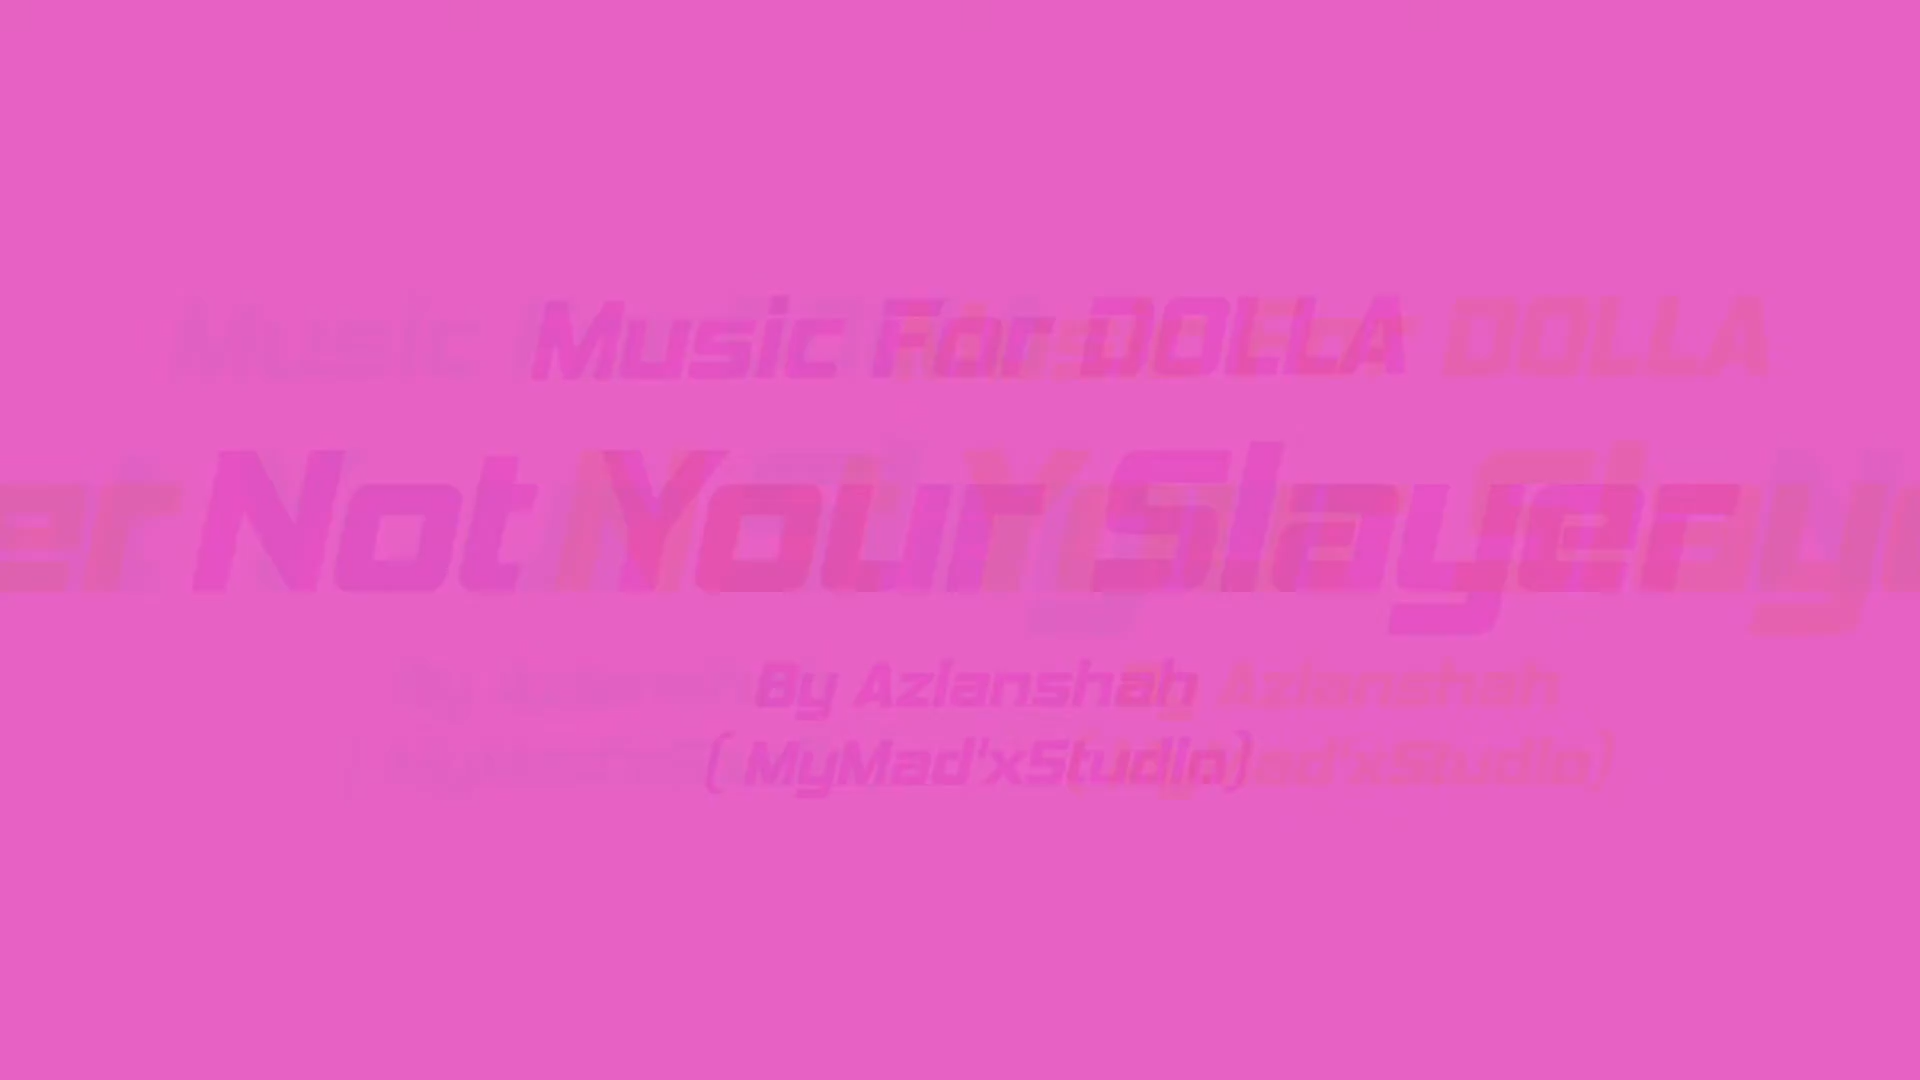 Music For DOLLA
Not Your Slayer
By Azlanshah
( MyMad'xStudio)